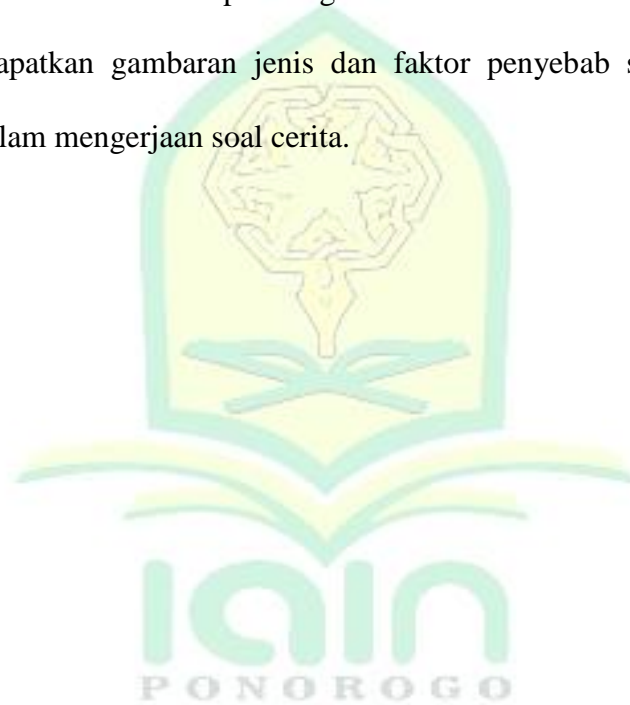 apatkan gambaran jenis dan faktor penyebab s
lam mengerjaan soal cerita.
iain
PONOROGO